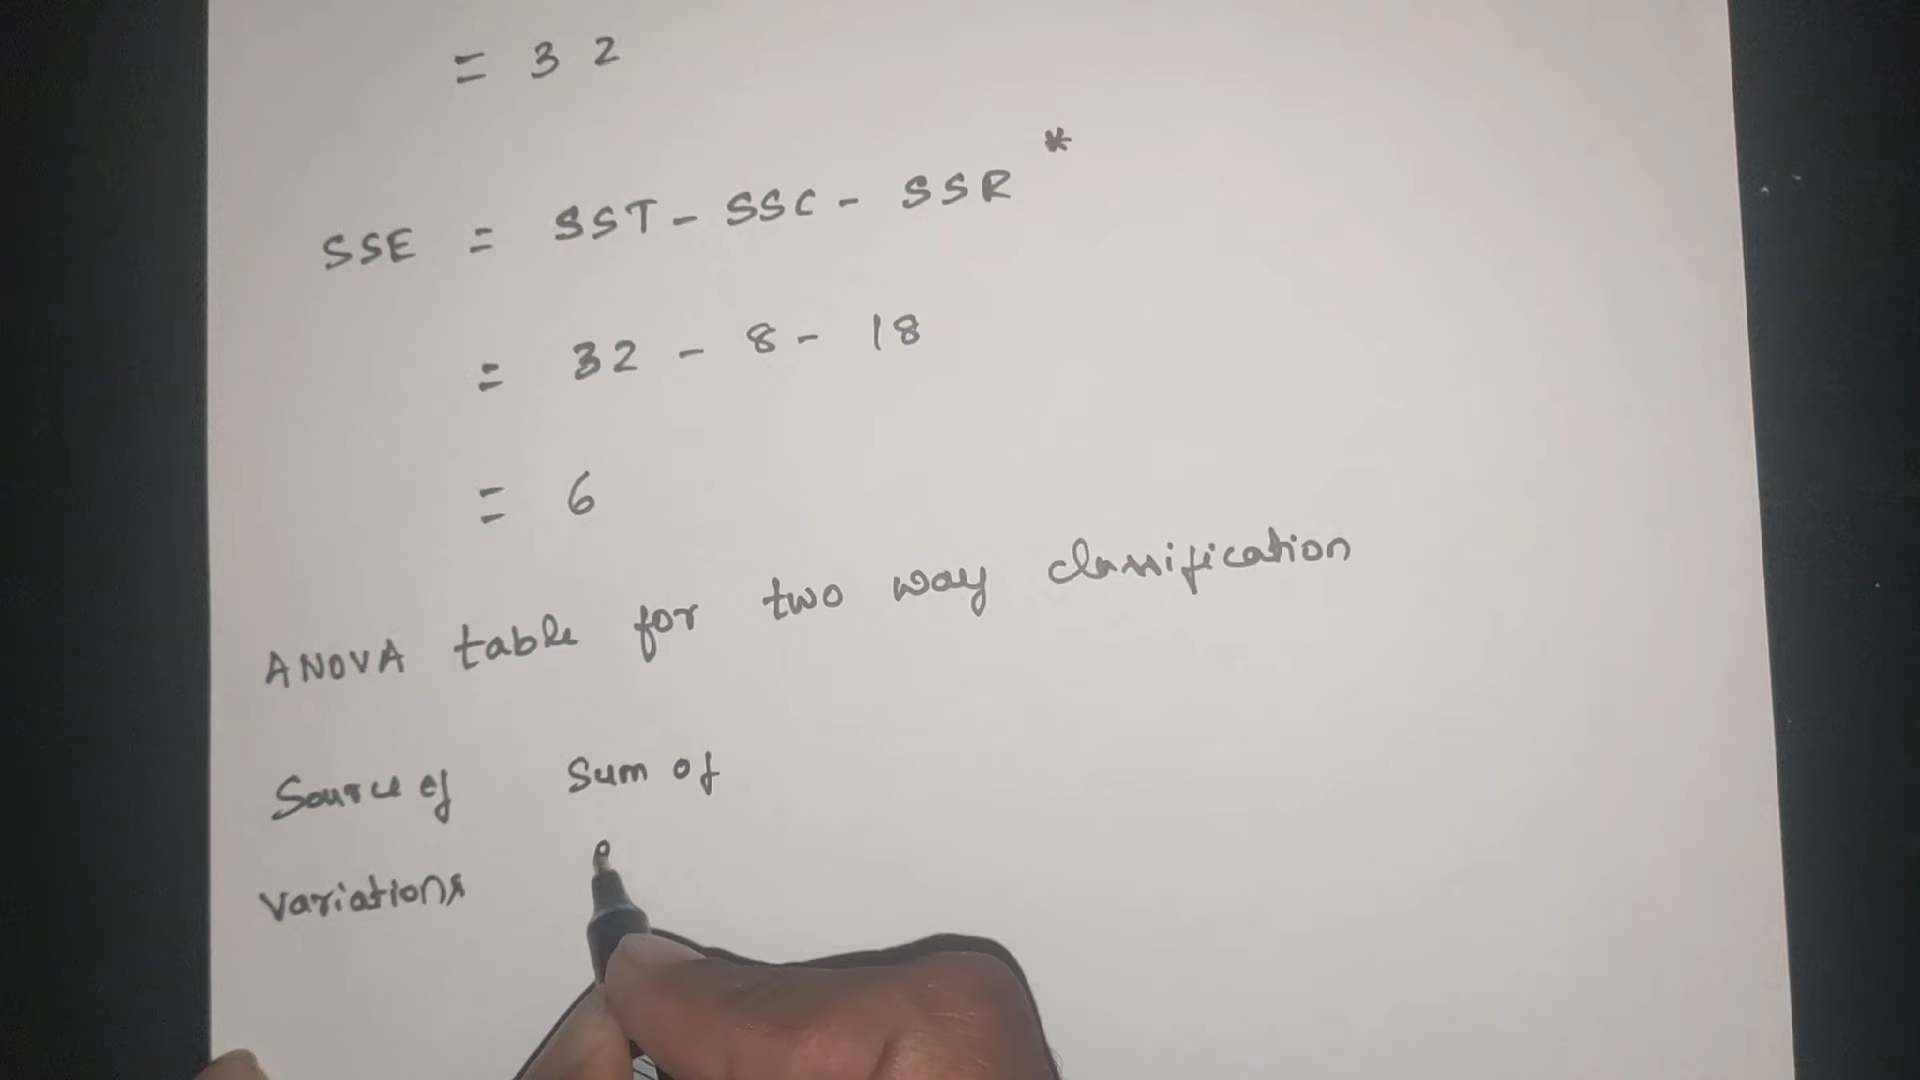 = 32
SSE = SST - SSC - SSR *
= 32 - 8 - 18
= 6
ANOVA table for two way classification
Source of Sum of
Variations